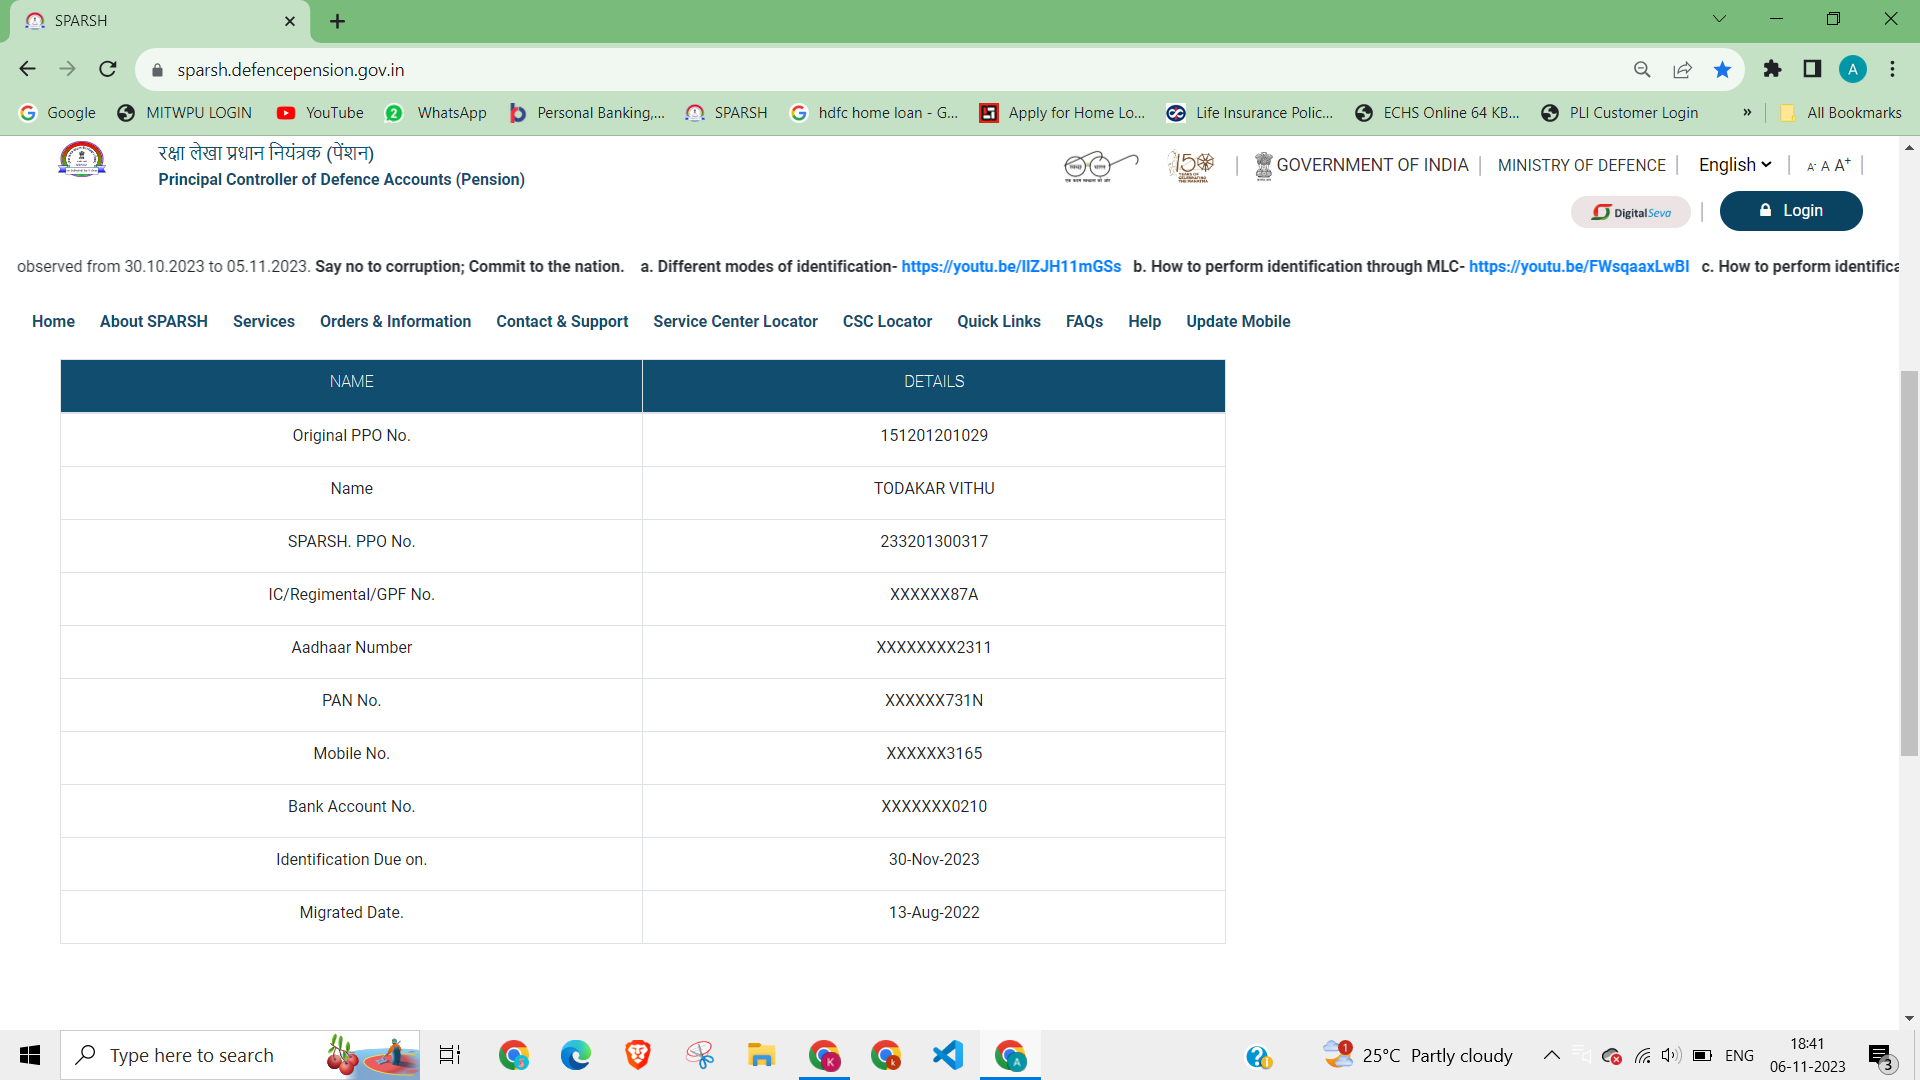 SPARSH
sparsh.defencepension.gov.in
A
Google MITWPU LOGIN YouTube WhatsApp Personal Banking,... SPARSH hdfc home loan - G... Apply for Home Lo... Life Insurance Polic... ECHS Online 64 KB... PLI Customer Login » All Bookmarks
रक्षा लेखा प्रधान नियंत्रक (पेंशन)
Principal Controller of Defence Accounts (Pension)
GOVERNMENT OF INDIA | MINISTRY OF DEFENCE | English | A- A A+ |
DigitalSeva | Login
observed from 30.10.2023 to 05.11.2023. Say no to corruption; Commit to the nation. a. Different modes of identification- https://youtu.be/IIZJH11mGSs b. How to perform identification through MLC- https://youtu.be/FWsqaaxLwBI c. How to perform identifica
Home About SPARSH Services Orders & Information Contact & Support Service Center Locator CSC Locator Quick Links FAQs Help Update Mobile
NAME DETAILS
Original PPO No. 151201201029
Name TODAKAR VITHU
SPARSH. PPO No. 233201300317
IC/Regimental/GPF No. XXXXXX87A
Aadhaar Number XXXXXXXX2311
PAN No. XXXXXX731N
Mobile No. XXXXXX3165
Bank Account No. XXXXXXX0210
Identification Due on. 30-Nov-2023
Migrated Date. 13-Aug-2022
Type here to search
1 25°C Partly cloudy
ENG
18:41
06-11-2023
3